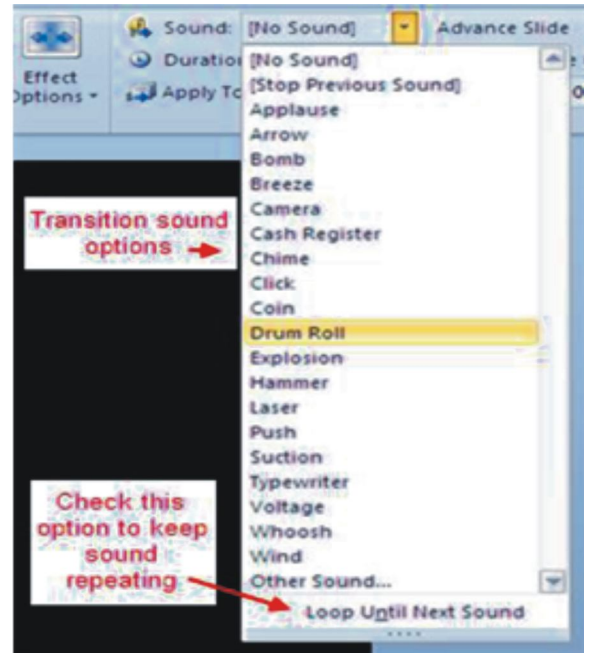 Sound: [No Sound] Advance Slide
Duration
Effect
Options
Apply To
[No Sound]
[Stop Previous Sound]
Applause
Arrow
Bomb
Breeze
Camera
Cash Register
Chime
Click
Coin
Drum Roll
Explosion
Hammer
Laser
Push
Suction
Typewriter
Voltage
Whoosh
Wind
Other Sound...
Loop Until Next Sound
Transition sound
options
Check this
option to keep
sound
repeating